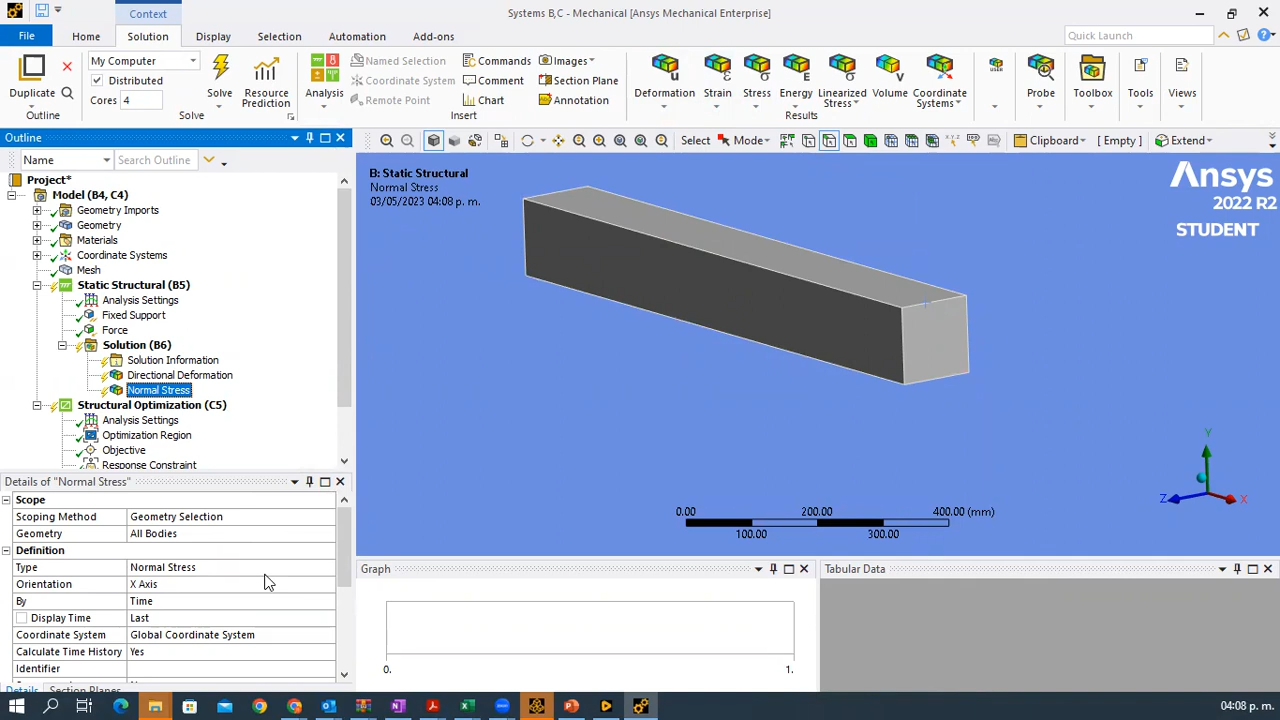 Context
Systems B,C - Mechanical [Ansys Mechanical Enterprise]
File
Home
Solution
Display
Selection
Automation
Add-ons
Quick Launch
Duplicate
My Computer
Distributed
Cores 4
Solve
Resource Prediction
Analysis
Named Selection
Coordinate System
Remote Point
Commands
Comment
Chart
Images
Section Plane
Annotation
Deformation
Strain
Stress
Energy
Linearized Stress
Volume
Coordinate Systems
Probe
Toolbox
Tools
Views
Outline
Solve
Insert
Results
Outline
Name
Search Outline
Select
Mode
Clipboard
[ Empty ]
Extend
Project*
Model (B4, C4)
Geometry Imports
Geometry
Materials
Coordinate Systems
Mesh
Static Structural (B5)
Analysis Settings
Fixed Support
Force
Solution (B6)
Solution Information
Directional Deformation
Normal Stress
Structural Optimization (C5)
Analysis Settings
Optimization Region
Objective
Response Constraint
B: Static Structural
Normal Stress
03/05/2023 04:08 p. m.
Ansys
2022 R2
STUDENT
Y
Z
X
0.00
200.00
400.00 (mm)
100.00
300.00
Details of "Normal Stress"
Scope
Scoping Method Geometry Selection
Geometry All Bodies
Definition
Type Normal Stress
Orientation X Axis
By Time
Display Time Last
Coordinate System Global Coordinate System
Calculate Time History Yes
Identifier
Details
Section Planes
Graph
0.
1.
Tabular Data
04:08 p. m.